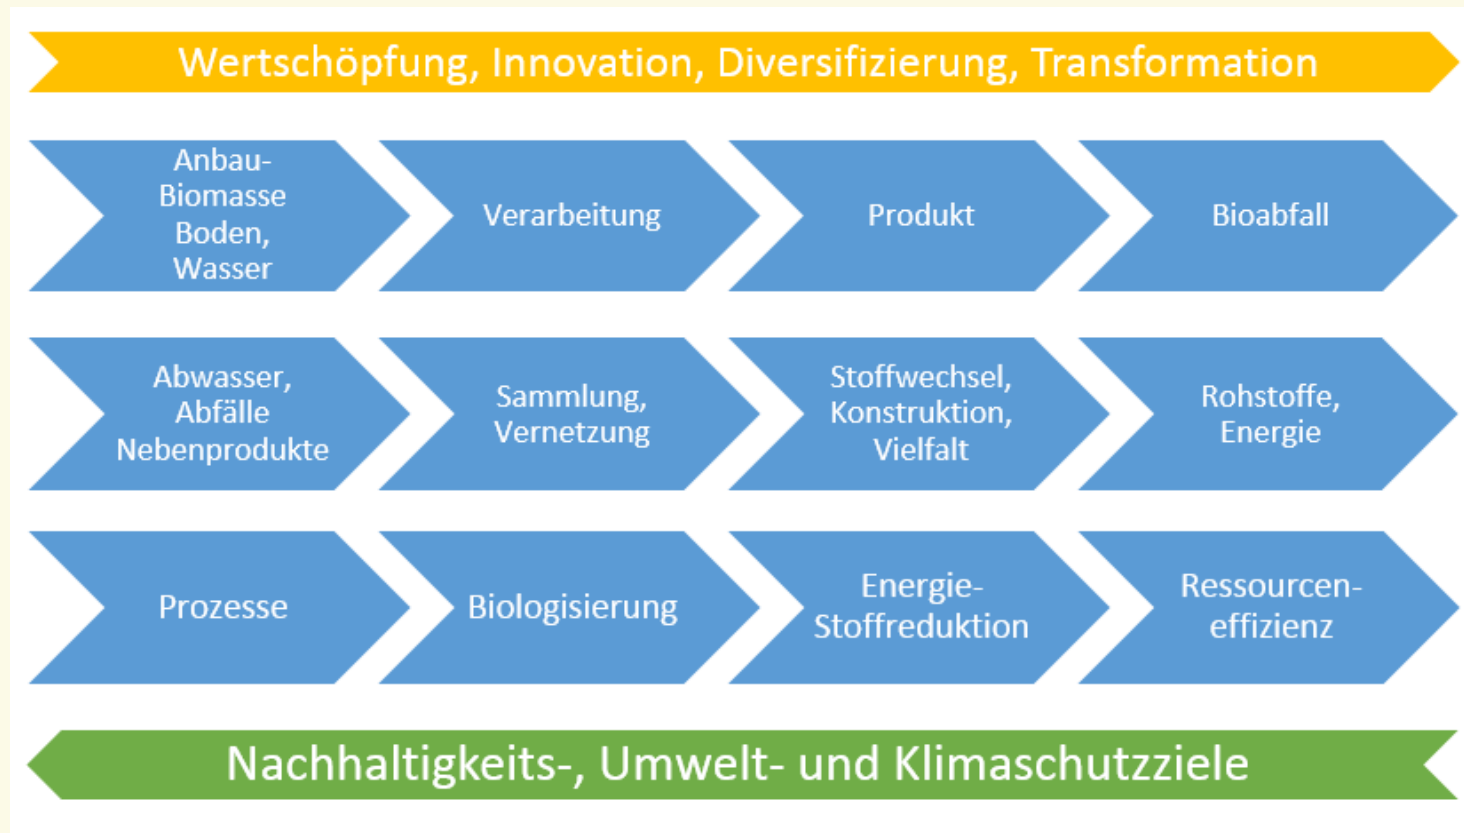 Wertschöpfung, Innovation, Diversifizierung, Transformation
Anbau-
Biomasse
Boden,
Wasser
Verarbeitung
Produkt
Bioabfall
Abwasser,
Abfälle
Nebenprodukte
Sammlung,
Vernetzung
Stoffwechsel,
Konstruktion,
Vielfalt
Rohstoffe,
Energie
Prozesse
Biologisierung
Energie-
Stoffreduktion
Ressourcen-
effizienz
Nachhaltigkeits-, Umwelt- und Klimaschutzziele